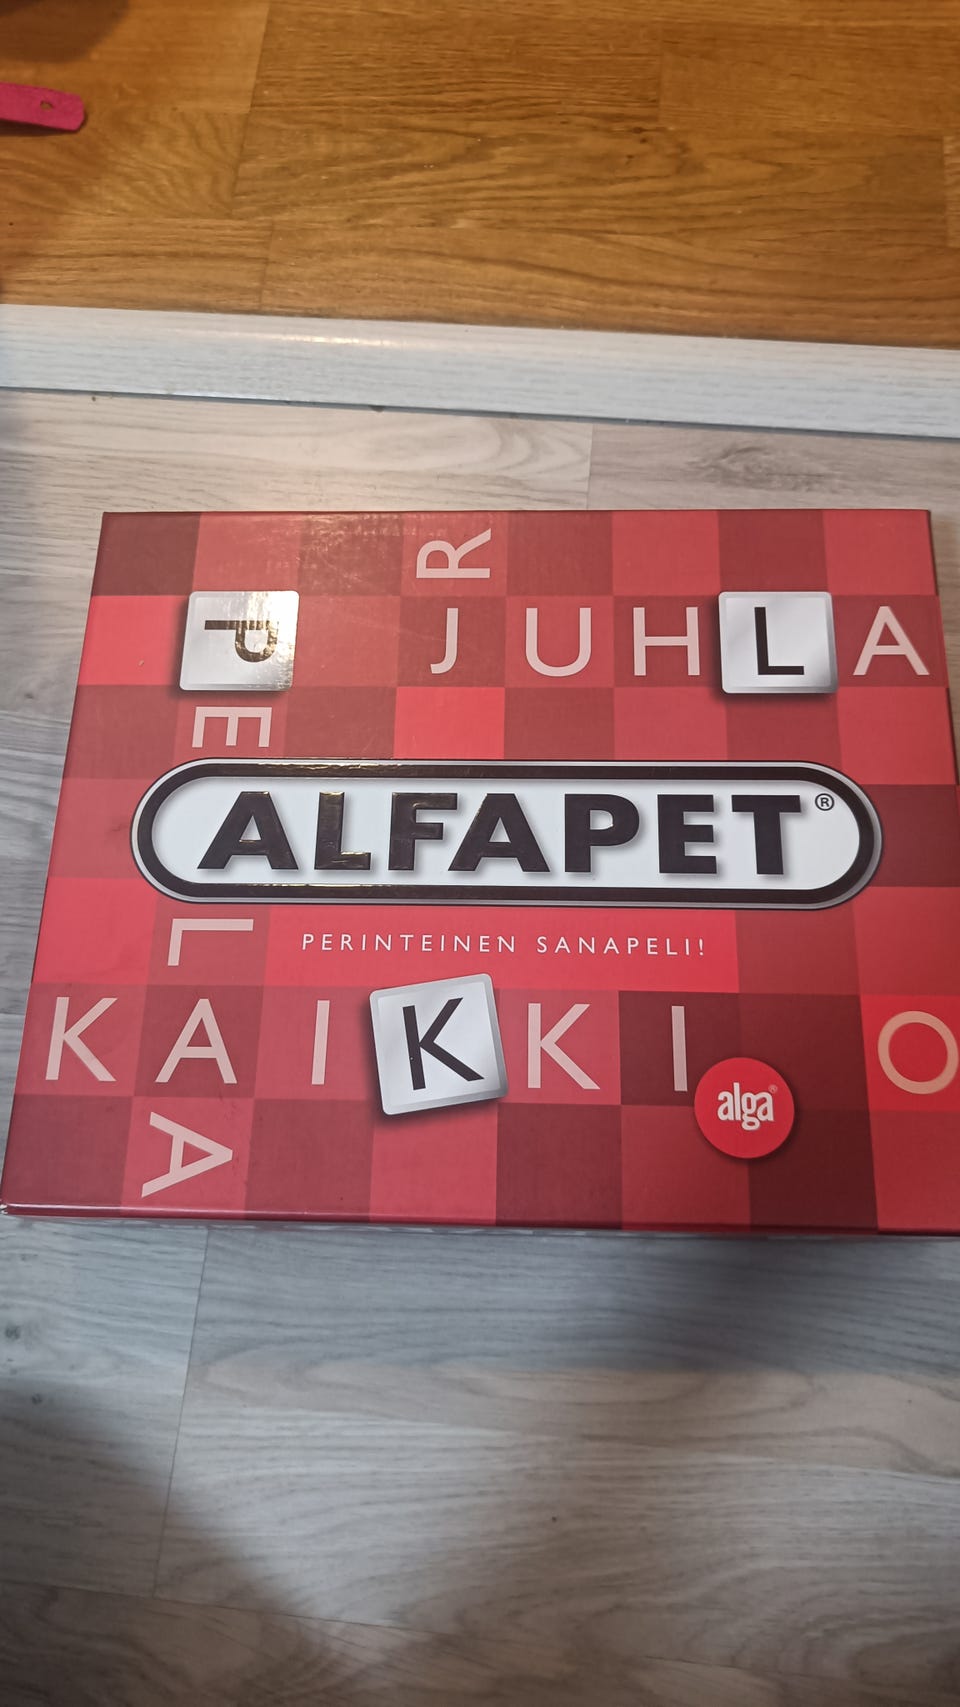 R
P
JUHLA
E
ALFAPET®
L
PERINTEINEN SANAPELI!
KAIKKI O
alga®
A